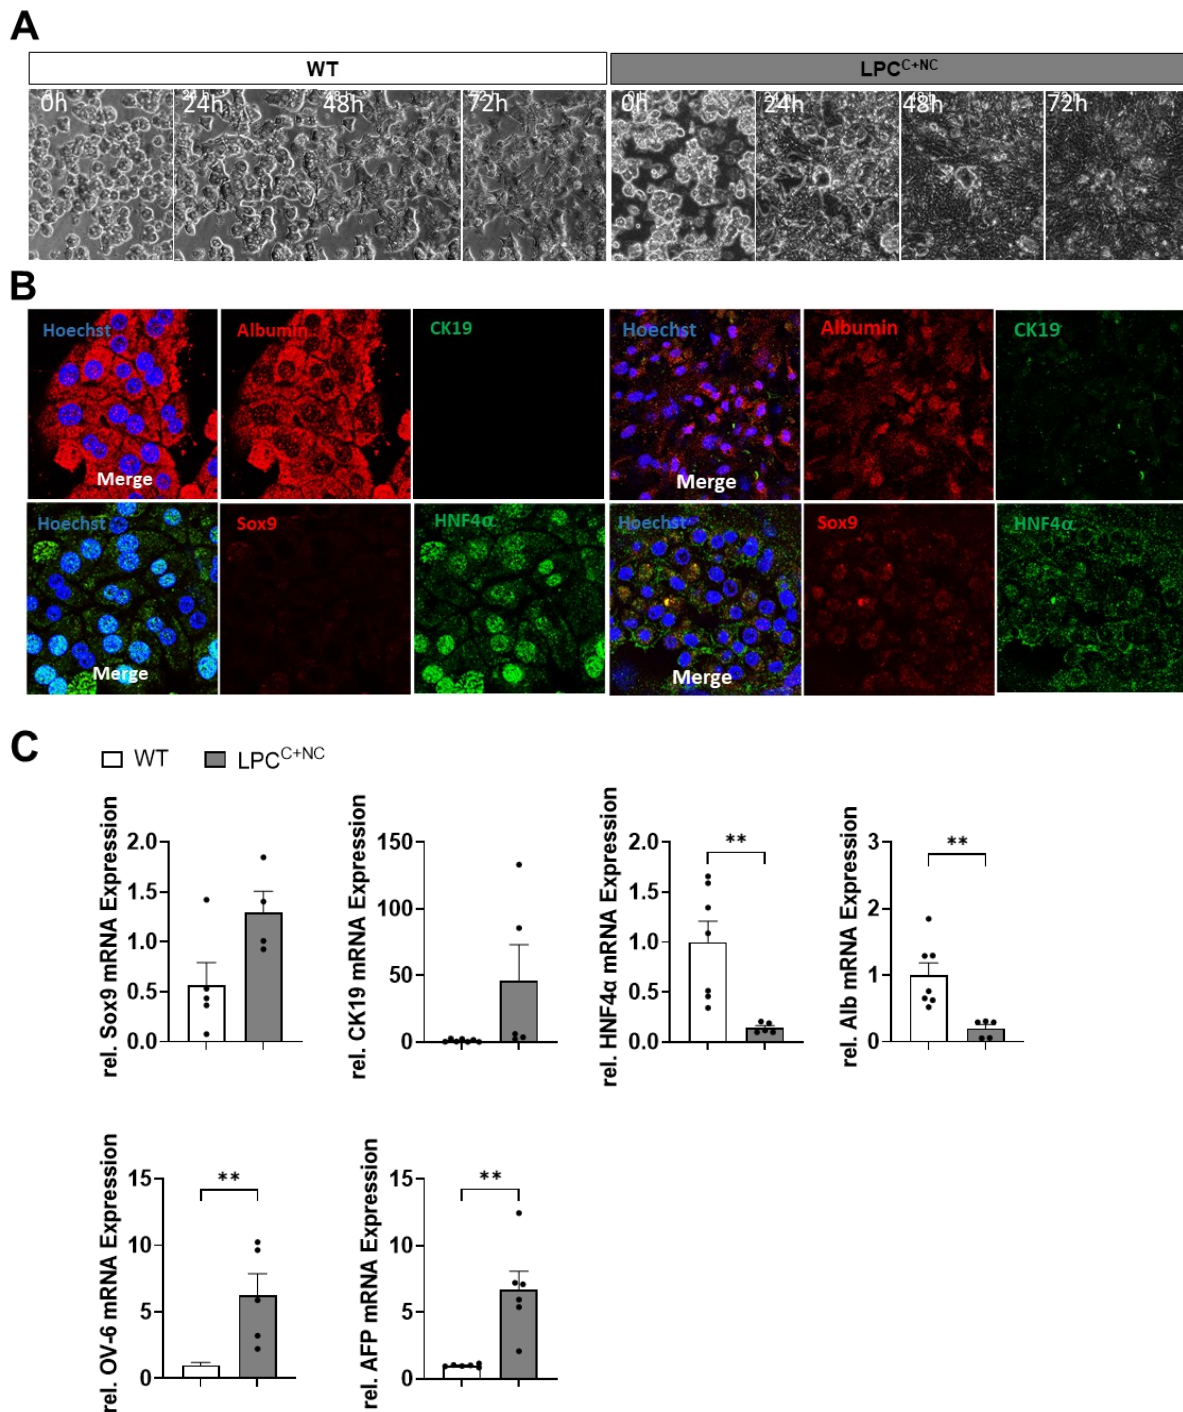 A
WT LPC^C+NC
0h 24h 48h 72h 0h 24h 48h 72h
B
Hoechst Albumin CK19 Hoechst Albumin CK19
Merge Merge
Hoechst Sox9 HNF4α Hoechst Sox9 HNF4α
Merge Merge
C
WT LPC^C+NC
rel. Sox9 mRNA Expression
2.0
1.5
1.0
0.5
0.0
rel. CK19 mRNA Expression
150
100
50
0
rel. HNF4α mRNA Expression
2.0
1.5
1.0
0.5
0.0
**
rel. Alb mRNA Expression
3
2
1
0
**
rel. OV-6 mRNA Expression
15
10
5
0
**
rel. AFP mRNA Expression
15
10
5
0
**